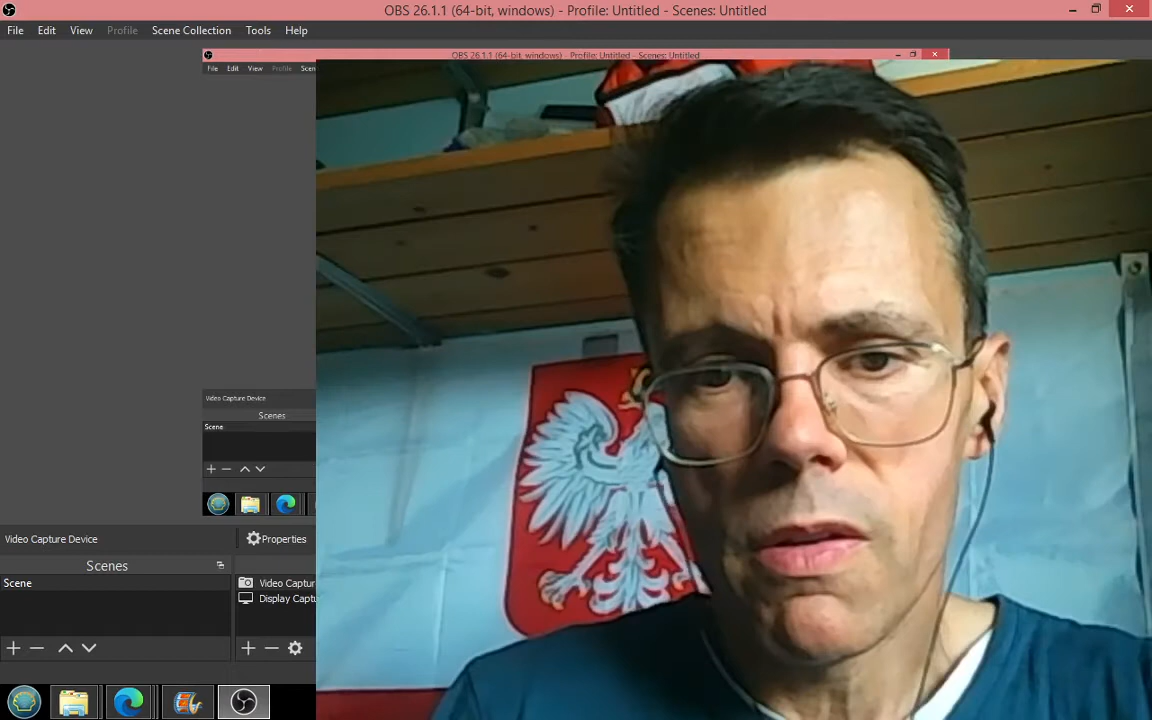 OBS 26.1.1 (64-bit, windows) - Profile: Untitled - Scenes: Untitled
File Edit View Profile Scene Collection Tools Help
OBS 26.1.1 (64-bit, windows) - Profile: Untitled - Scenes: Untitled
File Edit View Profile Scen
Video Capture Device
Scenes
Scene
Video Capture Device Properties
Scenes
Scene
Video Captur
Display Captu